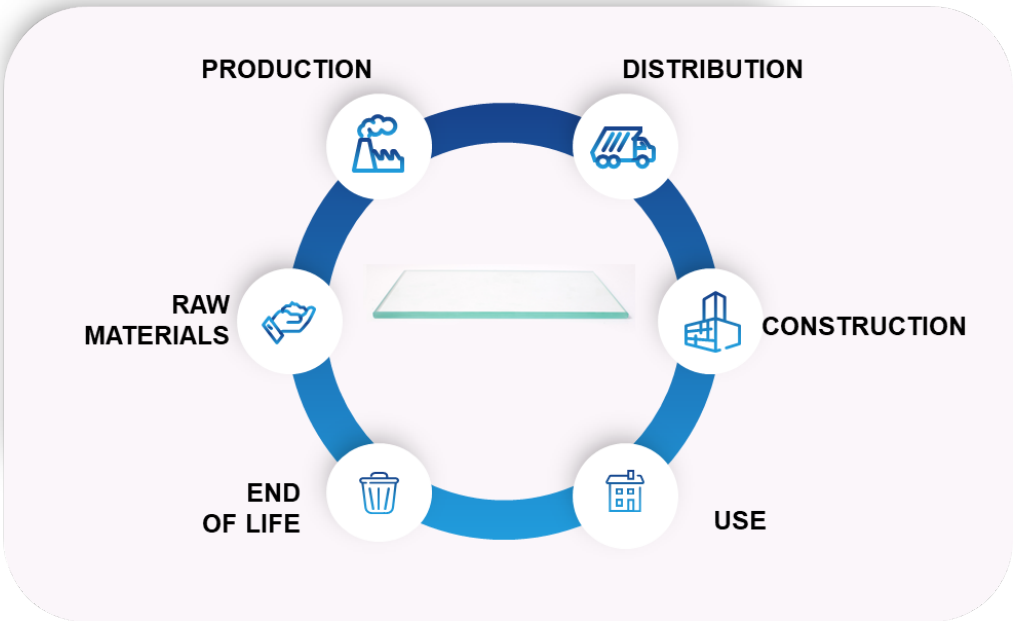 PRODUCTION
DISTRIBUTION
RAW
MATERIALS
CONSTRUCTION
END
OF LIFE
USE